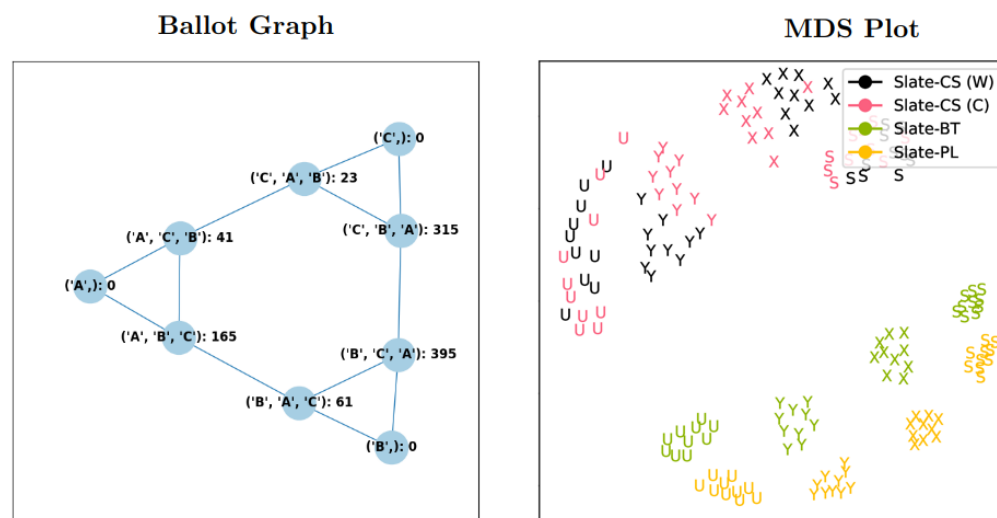 Ballot Graph
('C',): 0
('C', 'A', 'B'): 23
('A', 'C', 'B'): 41
('C', 'B', 'A'): 315
('A',): 0
('A', 'B', 'C'): 165
('B', 'C', 'A'): 395
('B', 'A', 'C'): 61
('B',): 0
MDS Plot
Slate-CS (W)
Slate-CS (C)
Slate-BT
Slate-PL